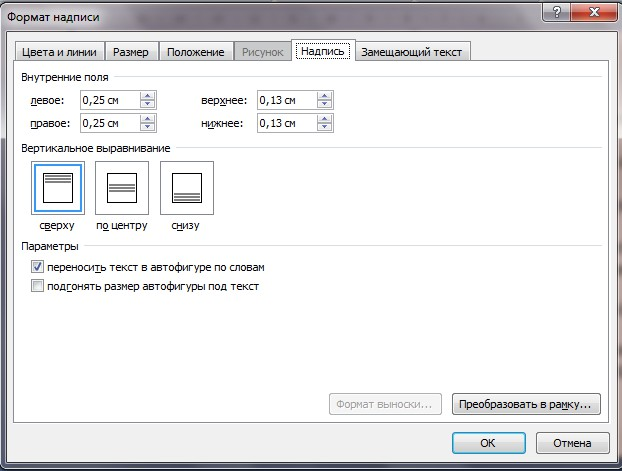 Формат надписи
Цвета и линии Размер Положение Рисунок Надпись Замещающий текст
Внутренние поля
левое: 0,25 см верхнее: 0,13 см
правое: 0,25 см нижнее: 0,13 см
Вертикальное выравнивание
сверху по центру снизу
Параметры
переносить текст в автофигуре по словам
подгонять размер автофигуры под текст
Формат выноски... Преобразовать в рамку...
ОК Отмена